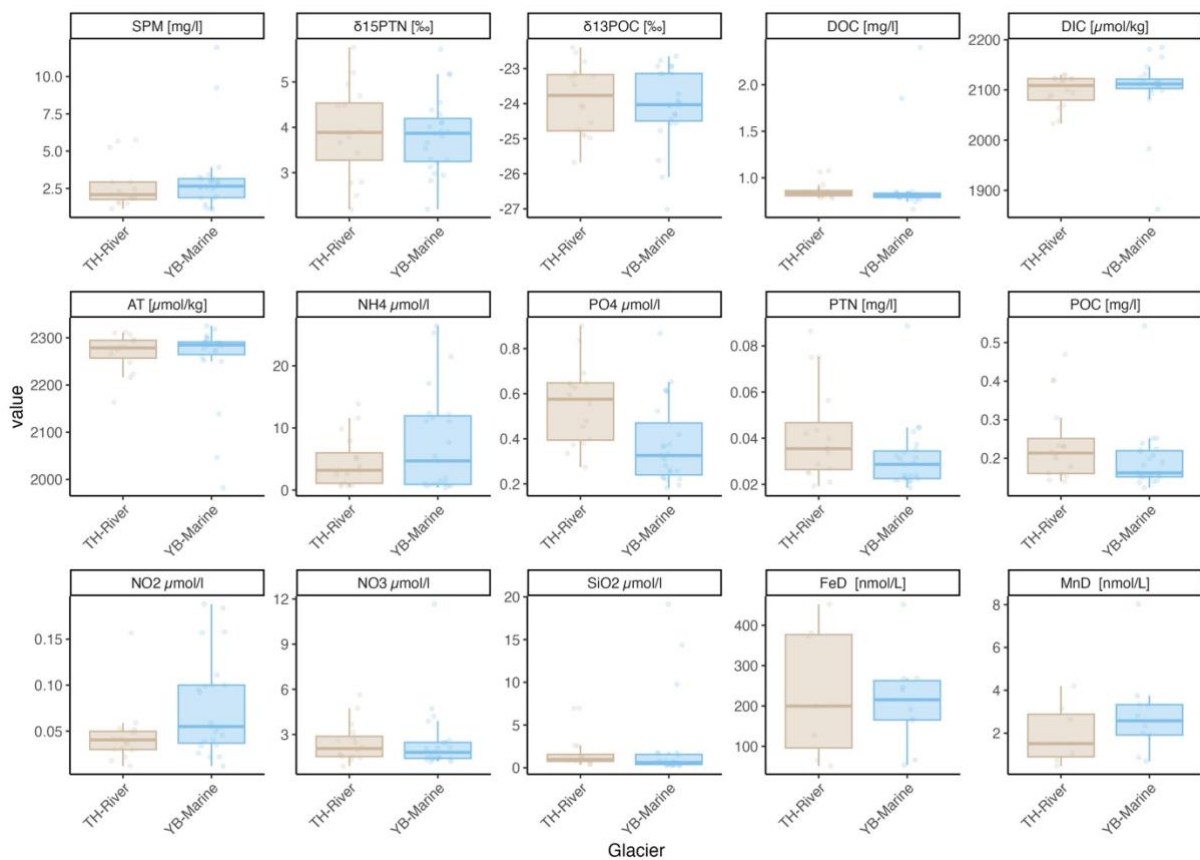 SPM [mg/l] δ15PTN [‰] δ13POC [‰] DOC [mg/l] DIC [µmol/kg]
10.0 7.5 5.0 2.5
5 4 3
-23 -24 -25 -26 -27
2.0 1.5 1.0
2200 2100 2000 1900
TH-River YB-Marine TH-River YB-Marine TH-River YB-Marine TH-River YB-Marine TH-River YB-Marine
AT [µmol/kg] NH4 µmol/l PO4 µmol/l PTN [mg/l] POC [mg/l]
value
2300 2200 2100 2000
20 10 0
0.8 0.6 0.4 0.2
0.08 0.06 0.04 0.02
0.5 0.4 0.3 0.2
TH-River YB-Marine TH-River YB-Marine TH-River YB-Marine TH-River YB-Marine TH-River YB-Marine
NO2 µmol/l NO3 µmol/l SiO2 µmol/l FeD [nmol/L] MnD [nmol/L]
0.15 0.10 0.05
12 9 6 3
20 15 10 5 0
400 300 200 100
8 6 4 2
TH-River YB-Marine TH-River YB-Marine TH-River YB-Marine TH-River YB-Marine TH-River YB-Marine
Glacier